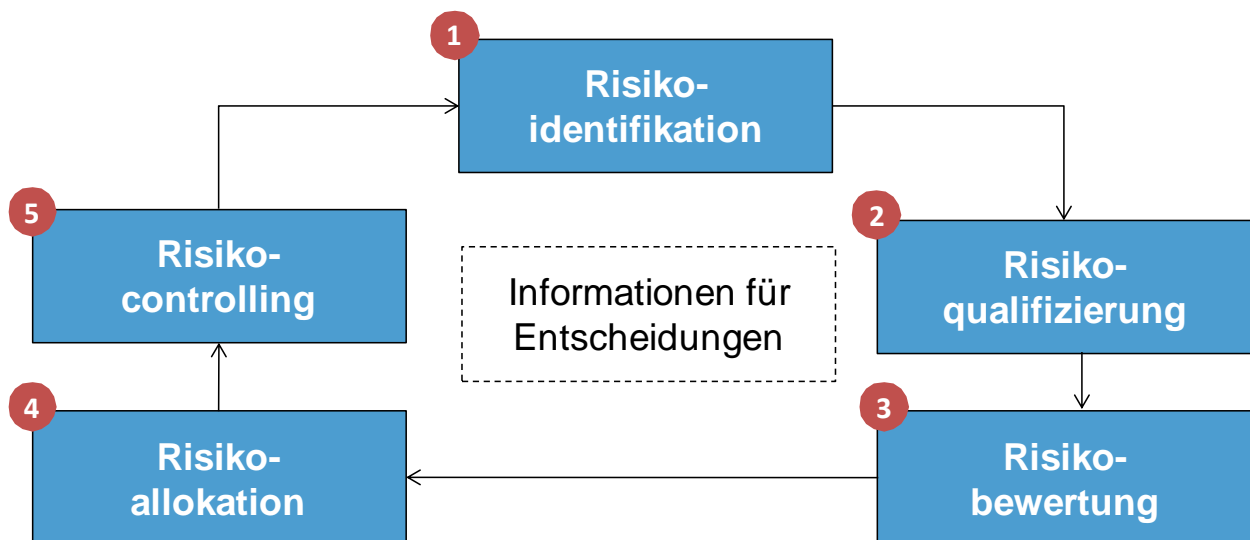 1
Risiko-
identifikation
2
Risiko-
qualifizierung
3
Risiko-
bewertung
4
Risiko-
allokation
5
Risiko-
controlling
Informationen für
Entscheidungen